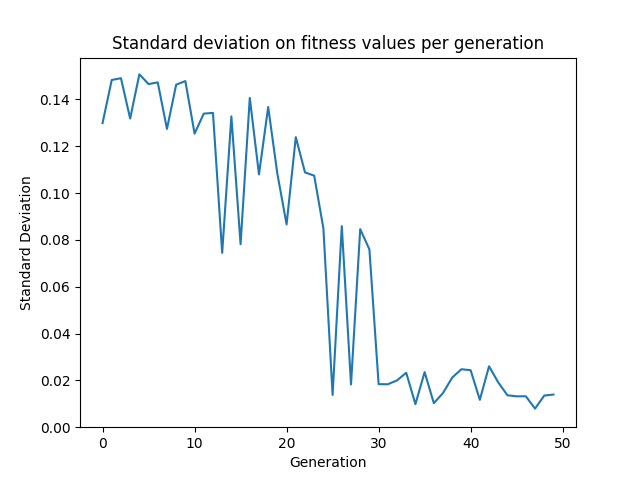 Standard deviation on fitness values per generation
Standard Deviation
0.14
0.12
0.10
0.08
0.06
0.04
0.02
0.00
0 10 20 30 40 50
Generation